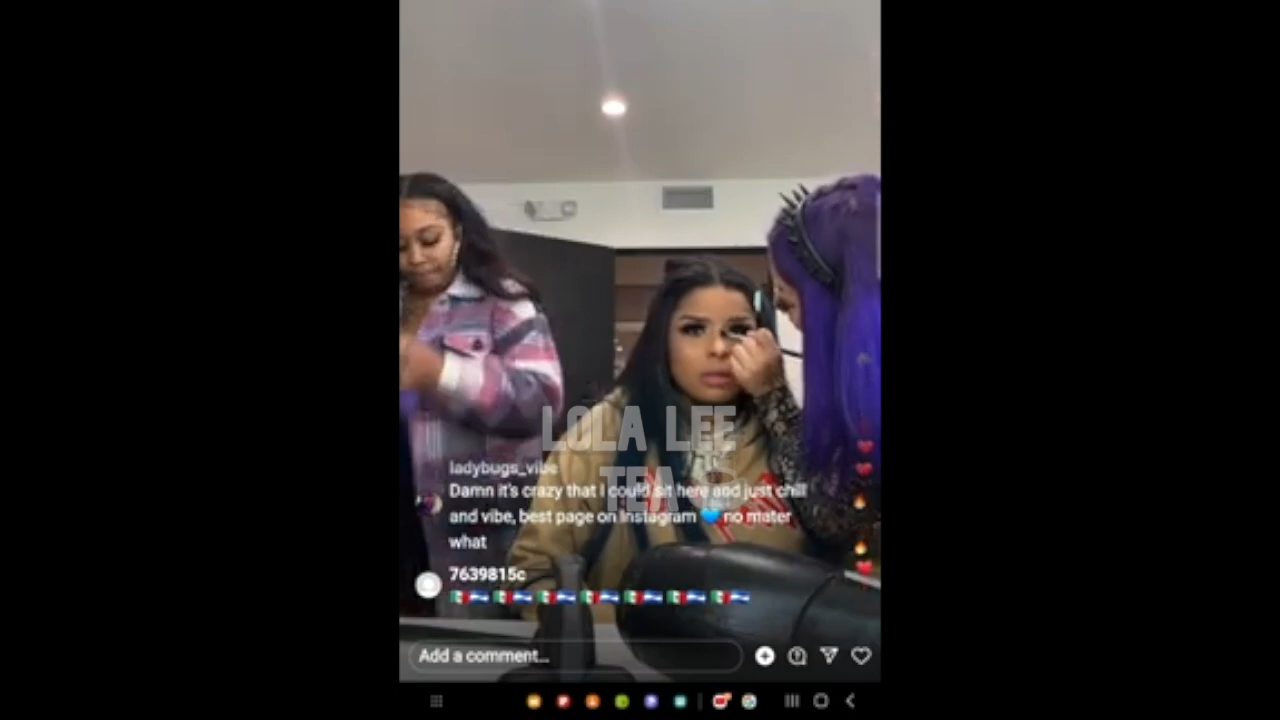 LOLA LEE
TEA
ladybugs_vibe
Damn it's crazy that I could sit here and just chill
and vibe, best page on Instagram 💙 no mater
what
7639815c
🇲🇽🇸🇻🇲🇽🇸🇻🇲🇽🇸🇻🇲🇽🇸🇻🇲🇽🇸🇻🇲🇽🇸🇻🇲🇽🇸🇻
Add a comment...